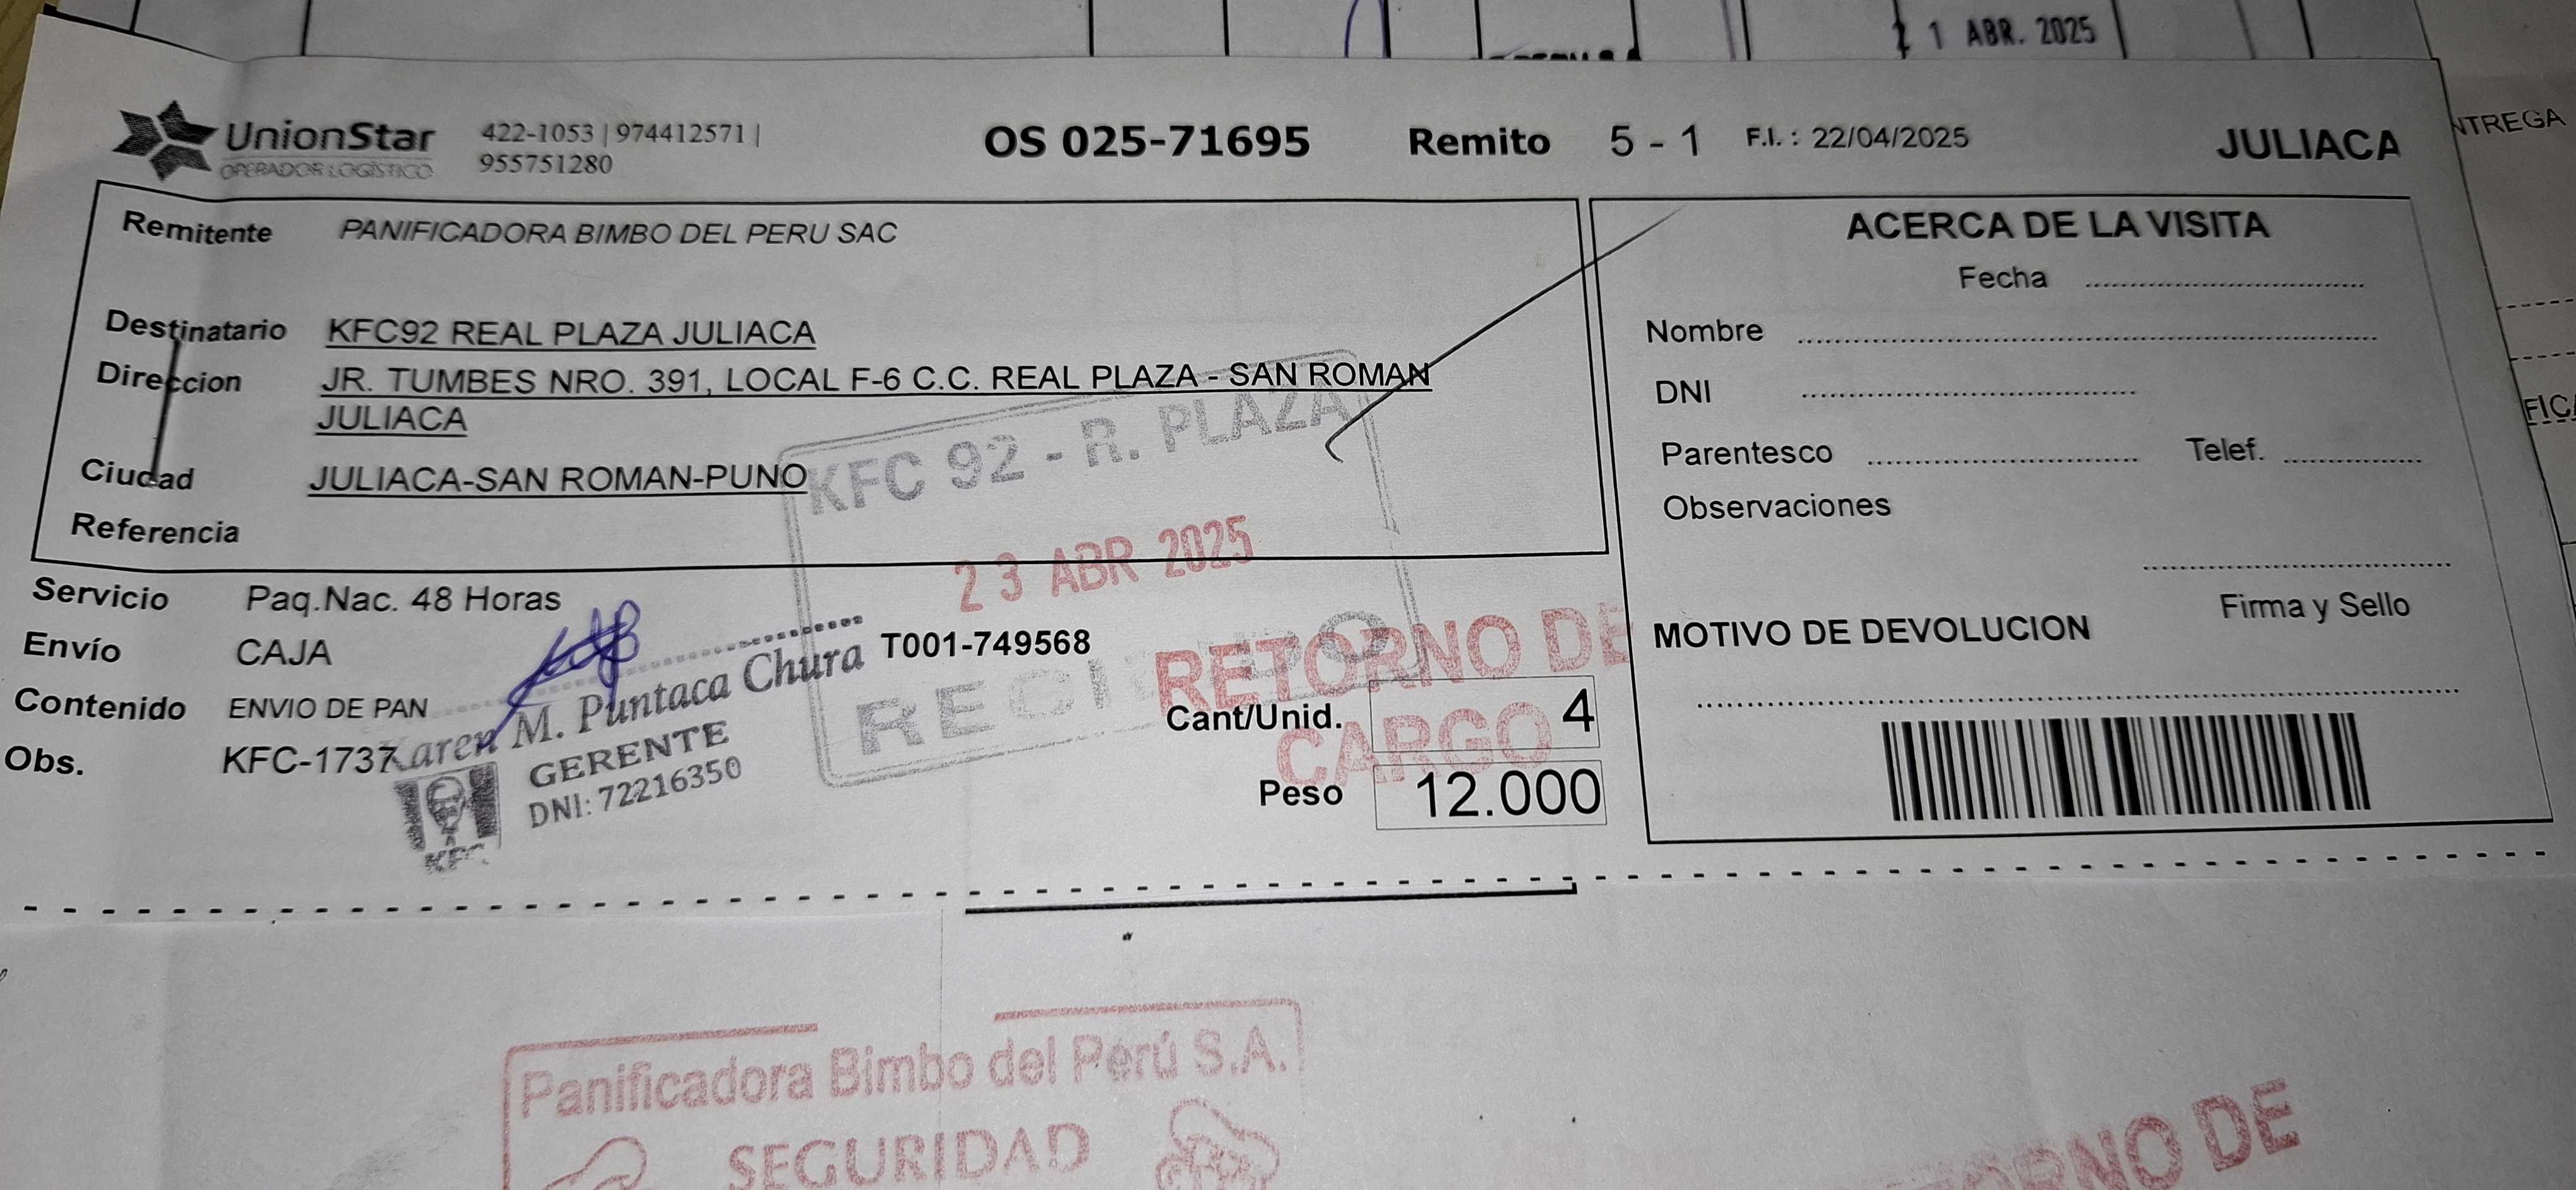 1 ABR. 2025
UnionStar
OPERADOR LOGÍSTICO
422-1053 | 974412571 |
955751280
OS 025-71695 Remito 5 - 1 F.I. : 22/04/2025 JULIACA
NTREGA
Remitente PANIFICADORA BIMBO DEL PERU SAC
Destinatario KFC92 REAL PLAZA JULIACA
Direccion JR. TUMBES NRO. 391, LOCAL F-6 C.C. REAL PLAZA - SAN ROMAN
JULIACA
Ciudad JULIACA-SAN ROMAN-PUNO
Referencia
KFC 92 - R. PLAZA
23 ABR 2025
Servicio Paq.Nac. 48 Horas
Envío CAJA T001-749568
Contenido ENVIO DE PAN
Obs. KFC-1737
Karen M. Puntaca Chura
GERENTE
DNI: 72216350
KFC
RETORNO DE
CARGO
Cant/Unid. 4
Peso 12.000
ACERCA DE LA VISITA
Fecha
Nombre
DNI
Parentesco Telef.
Observaciones
Firma y Sello
MOTIVO DE DEVOLUCION
Panificadora Bimbo del Perú S.A.
SEGURIDAD
ORNO DE